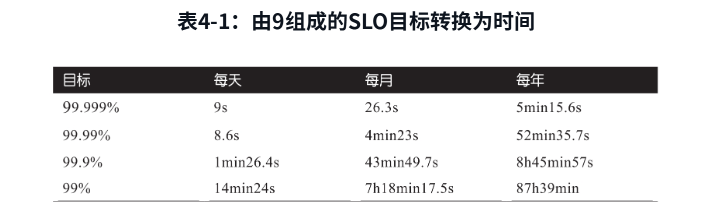 表4-1：由9组成的SLO目标转换为时间
目标 每天 每月 每年
99.999% 9s 26.3s 5min15.6s
99.99% 8.6s 4min23s 52min35.7s
99.9% 1min26.4s 43min49.7s 8h45min57s
99% 14min24s 7h18min17.5s 87h39min